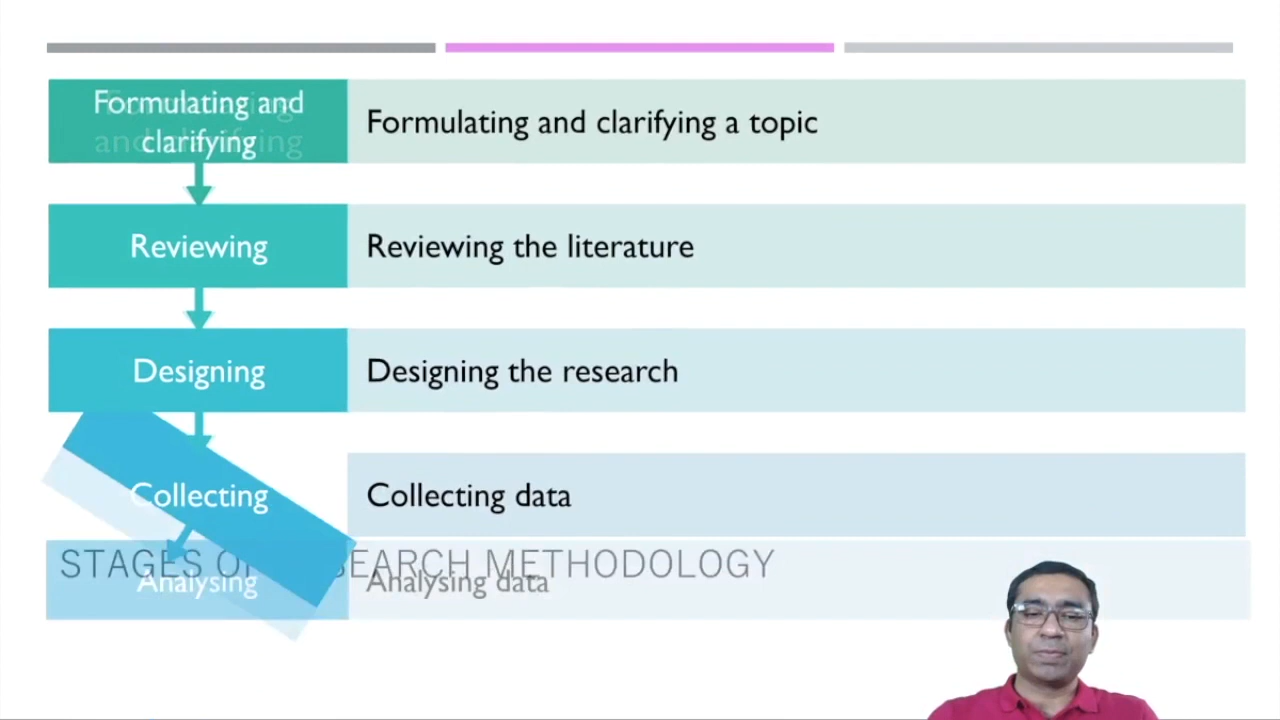 Formulating and
clarifying
Formulating and clarifying a topic
Reviewing
Reviewing the literature
Designing
Designing the research
Collecting
Collecting data
STAGES OF RESEARCH METHODOLOGY
Analysing
Analysing data